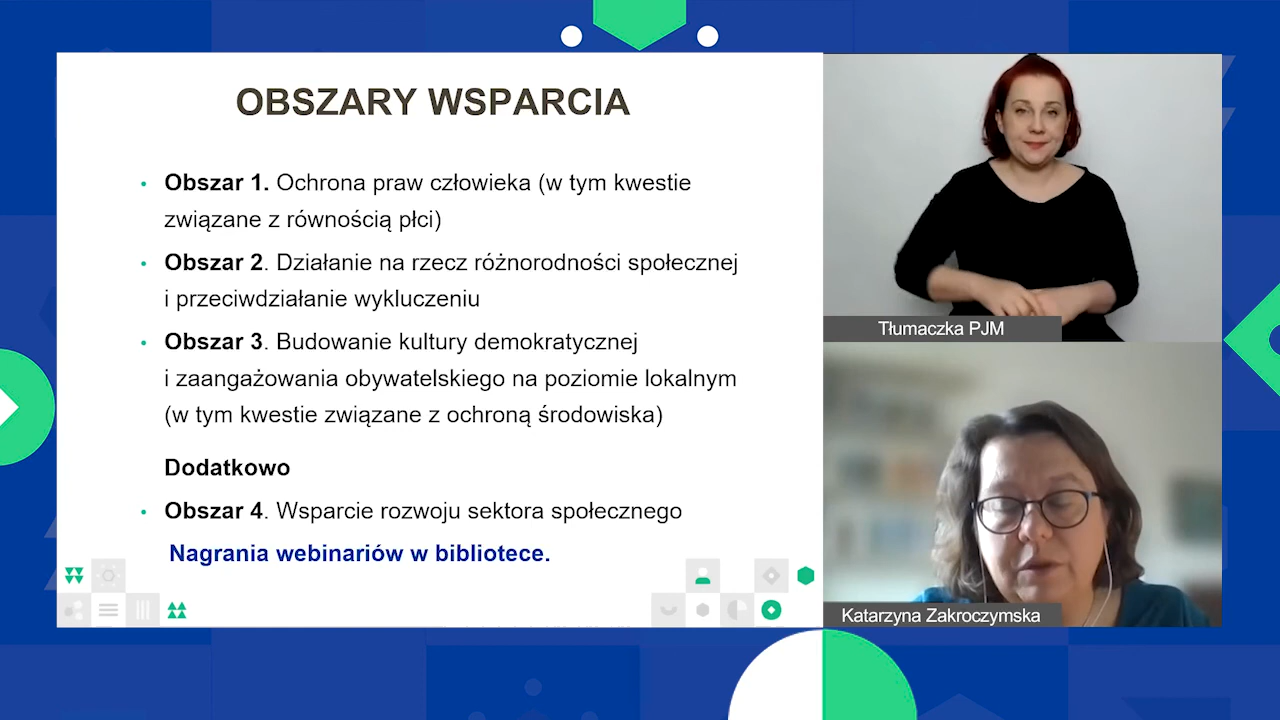 OBSZARY WSPARCIA
• Obszar 1. Ochrona praw człowieka (w tym kwestie
związane z równością płci)
• Obszar 2. Działanie na rzecz różnorodności społecznej
i przeciwdziałanie wykluczeniu
• Obszar 3. Budowanie kultury demokratycznej
i zaangażowania obywatelskiego na poziomie lokalnym
(w tym kwestie związane z ochroną środowiska)
Dodatkowo
• Obszar 4. Wsparcie rozwoju sektora społecznego
Nagrania webinariów w bibliotece.
Tłumaczka PJM
Katarzyna Zakroczymska